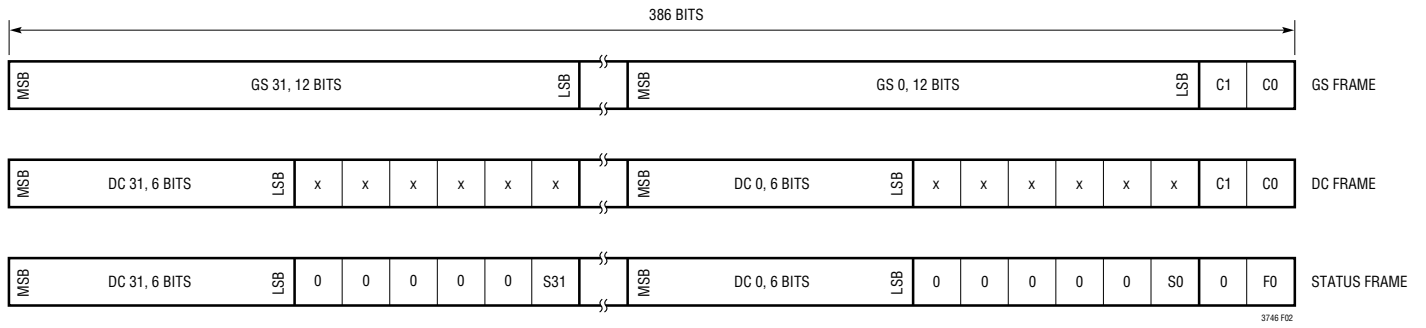 386 BITS
MSB GS 31, 12 BITS LSB MSB GS 0, 12 BITS LSB C1 C0 GS FRAME
MSB DC 31, 6 BITS LSB x x x x x x MSB DC 0, 6 BITS LSB x x x x x x C1 C0 DC FRAME
MSB DC 31, 6 BITS LSB 0 0 0 0 0 S31 MSB DC 0, 6 BITS LSB 0 0 0 0 0 S0 0 F0 STATUS FRAME
3746 F02